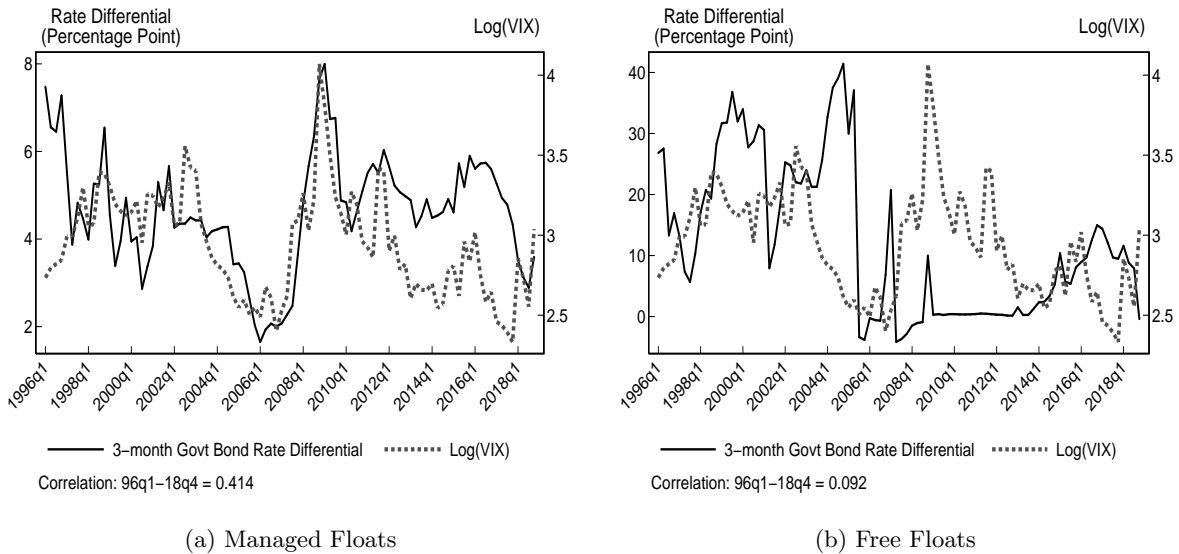 Rate Differential
(Percentage Point)
Log(VIX)
8
6
4
2
4
3.5
3
2.5
1996q1
1998q1
2000q1
2002q1
2004q1
2006q1
2008q1
2010q1
2012q1
2014q1
2016q1
2018q1
3−month Govt Bond Rate Differential
Log(VIX)
Correlation: 96q1−18q4 = 0.414
(a) Managed Floats
Rate Differential
(Percentage Point)
Log(VIX)
40
30
20
10
0
4
3.5
3
2.5
1996q1
1998q1
2000q1
2002q1
2004q1
2006q1
2008q1
2010q1
2012q1
2014q1
2016q1
2018q1
3−month Govt Bond Rate Differential
Log(VIX)
Correlation: 96q1−18q4 = 0.092
(b) Free Floats